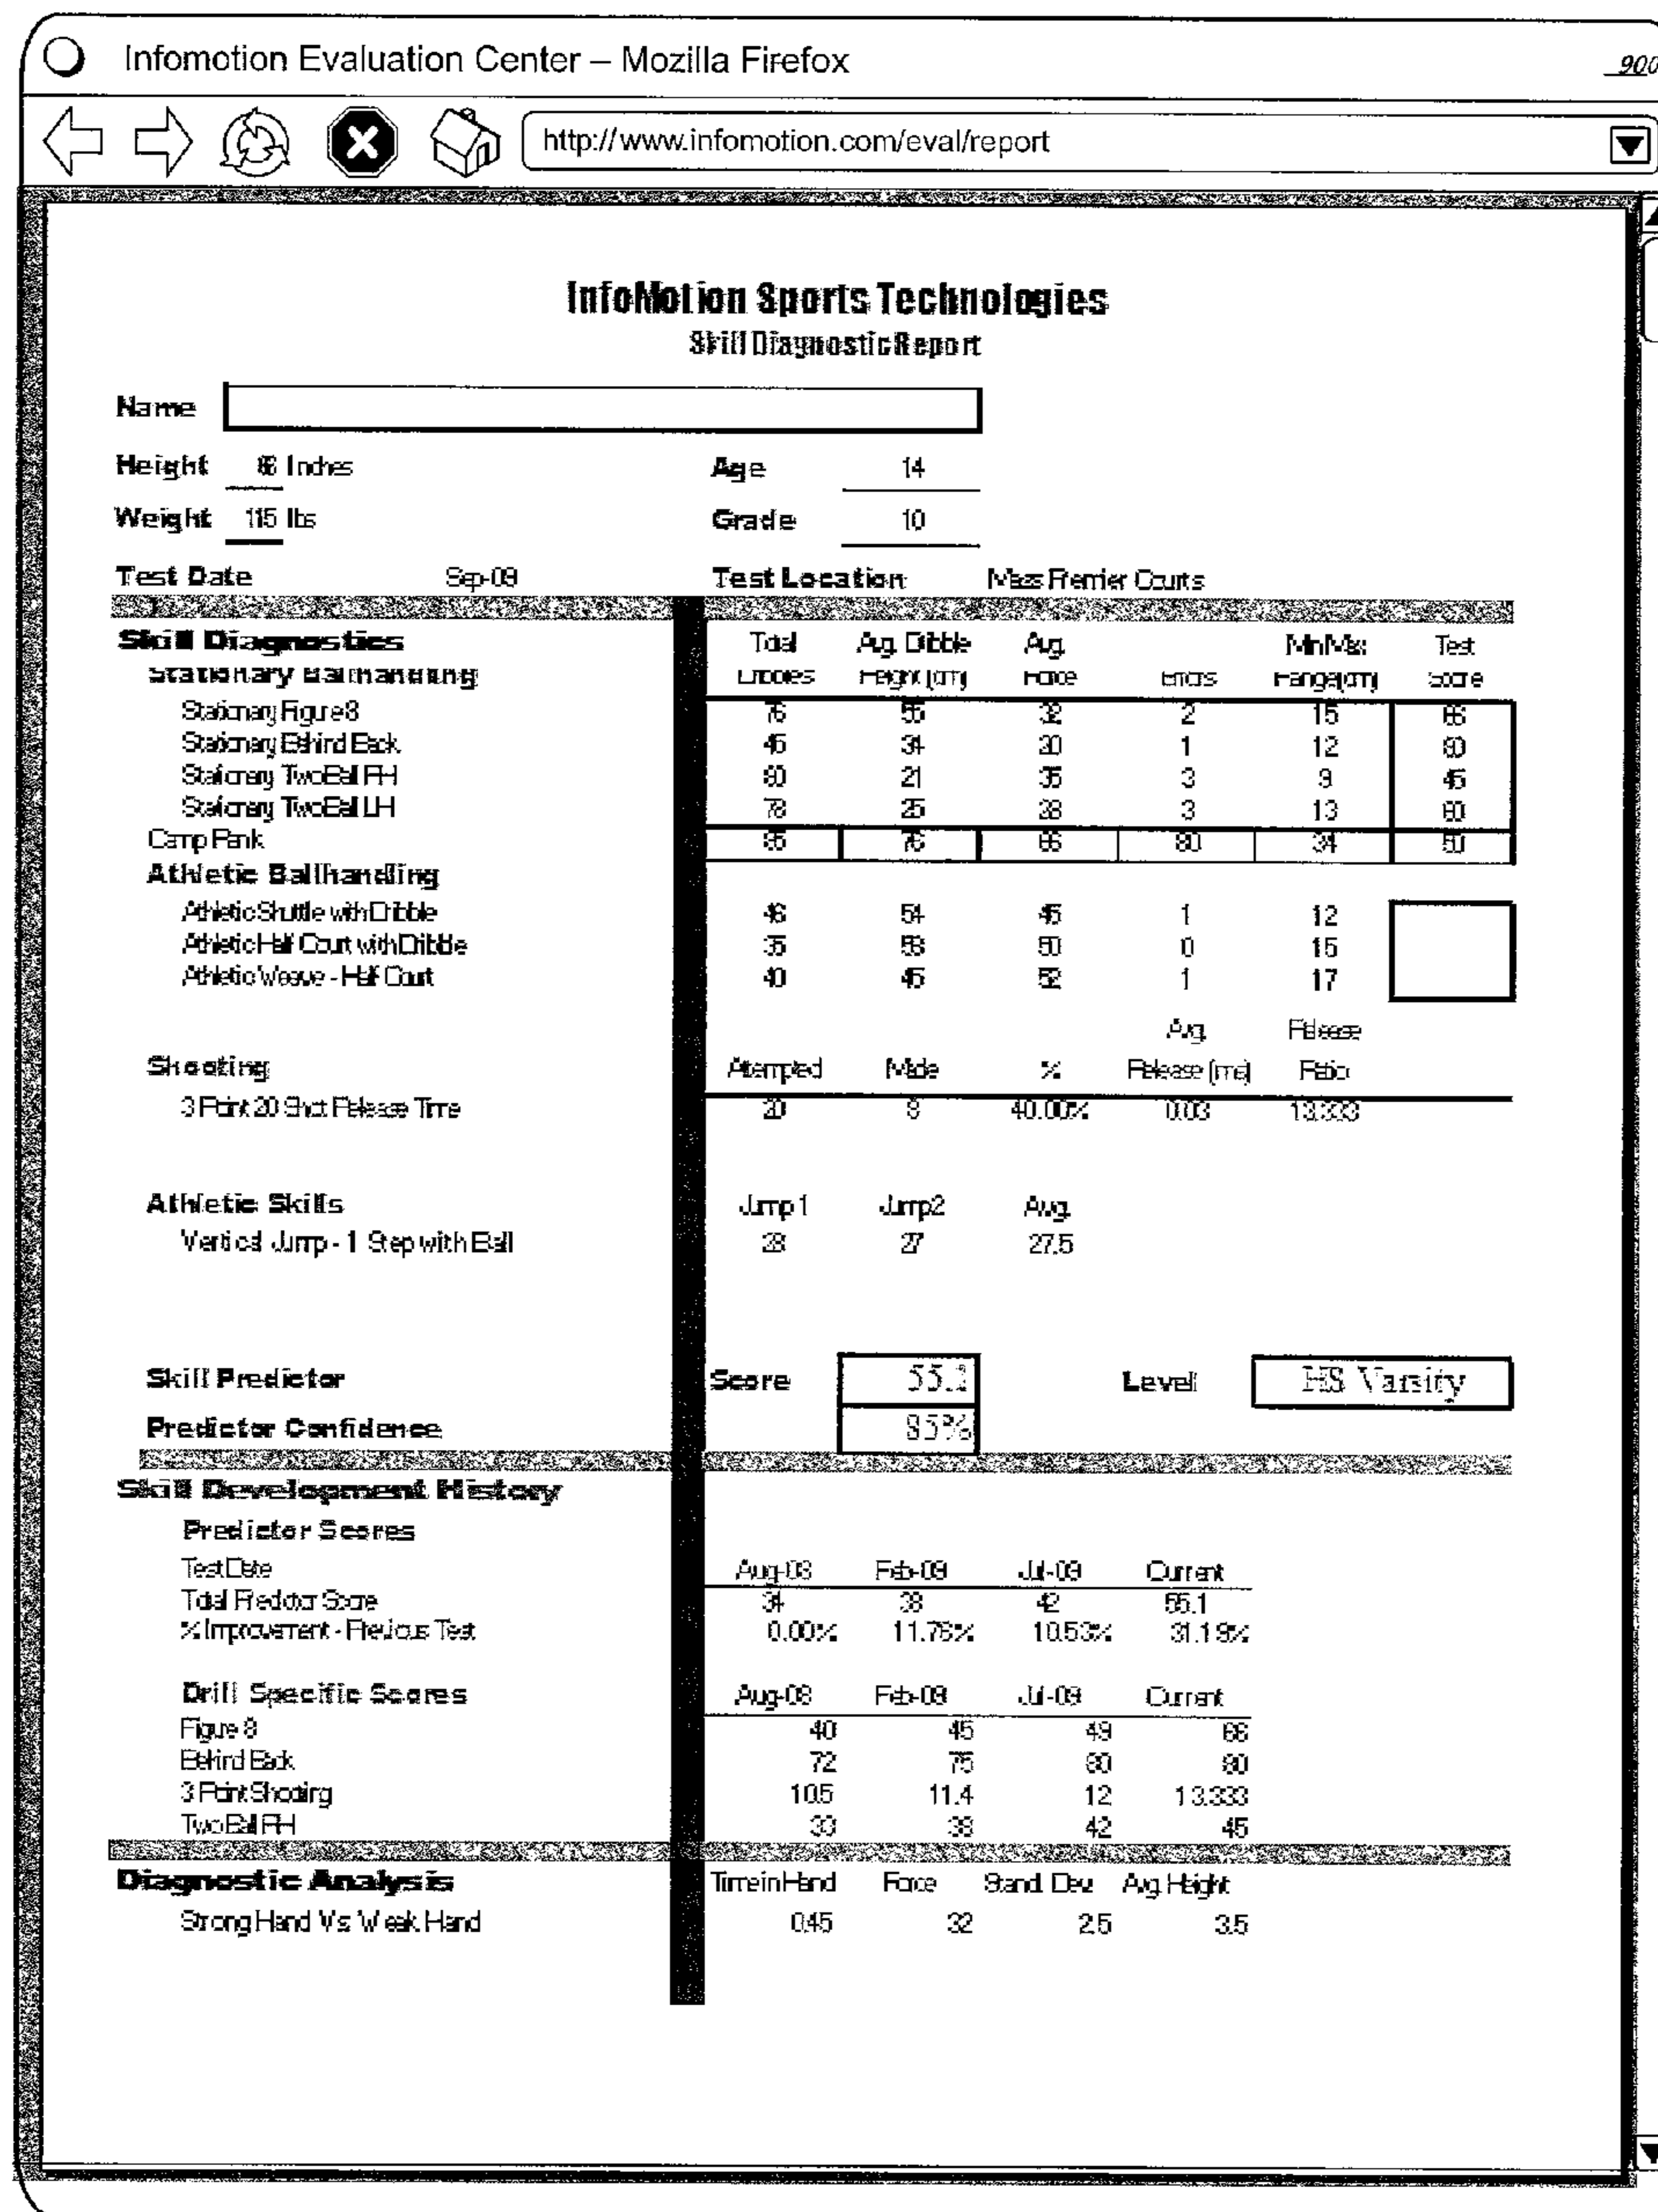 Infomotion Evaluation Center – Mozilla Firefox
900
http://www.infomotion.com/eval/report
InfoMotion Sports Technologies
Skill Diagnostic Report
Name
Height Inches Age 14
Weight 115 lbs Grade 10
Test Date Sep-09 Test Location Mass Premier Courts
Skill Diagnostics Total Avg. Dibble Avg. Min/Max Test
Stationary Ballhandling Dribbles Height (cm) Force Errors Range(cm) Score
Stationary Figure 8 76 55 32 2 15 66
Stationary Behind Back 45 34 30 1 12
Stationary Two Ball RH 21 35 3 9 45
Stationary Two Ball LH 78 25 3 13
Camp Rank 76 66 80 34
Athletic Ballhandling
Athletic Shuttle with Dribble 46 54 45 1 12
Athletic Half Court with Dribble 35 50 0 15
Athletic Weave - Half Court 40 45 52 1 17
Avg. Release
Shooting Attempted Made % Release (ms) Ratio
3 Point 20 Shot Release Time 20 8 40.00% 0.03 13.333
Athletic Skills Jump 1 Jump 2 Avg.
Vertical Jump - 1 Step with Ball 28 27 27.5
Skill Predictor Score Level HS Varsity
Predictor Confidence 85%
Skill Development History
Predictor Scores
Test Date Aug-08 Feb-09 Jul-09 Current
Total Predictor Score 34 38 42 55.1
% Improvement - Previous Test 0.00% 11.76% 10.53% 31.19%
Drill Specific Scores Aug-08 Feb-09 Jul-09 Current
Figure 8 40 45 49 66
Behind Back 72 75 80 80
3 Point Shooting 10.5 11.4 12 13.333
Two Ball RH 38 42 45
Diagnostic Analysis Time in Hand Force Stand. Dev. Avg. Height
Strong Hand Vs. Weak Hand 0.45 32 2.5 3.5